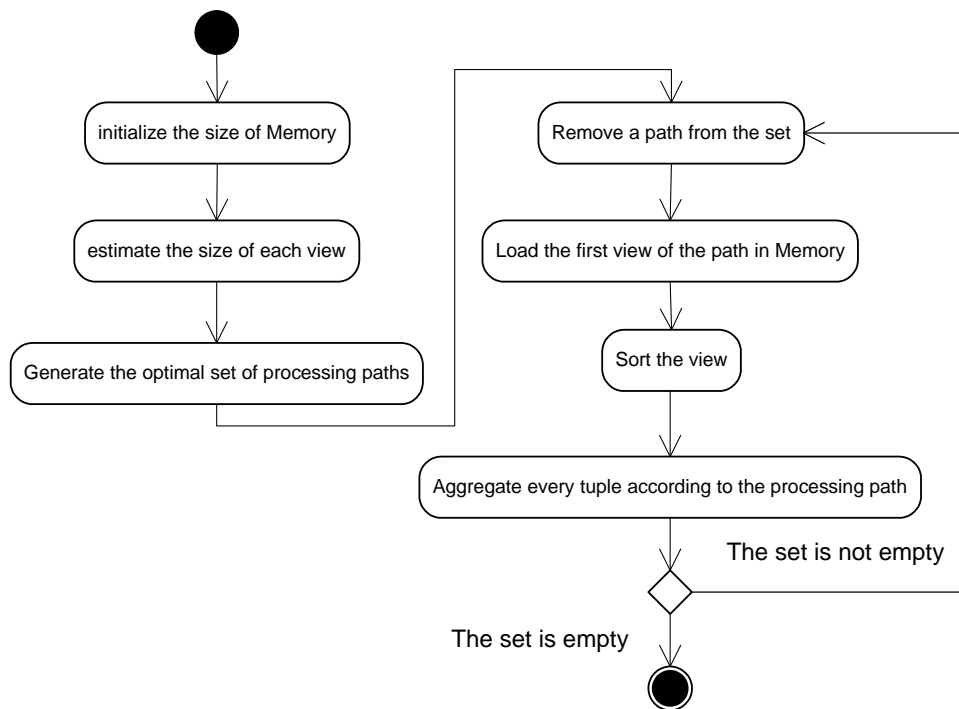 initialize the size of Memory
estimate the size of each view
Generate the optimal set of processing paths
Remove a path from the set
Load the first view of the path in Memory
Sort the view
Aggregate every tuple according to the processing path
The set is not empty
The set is empty